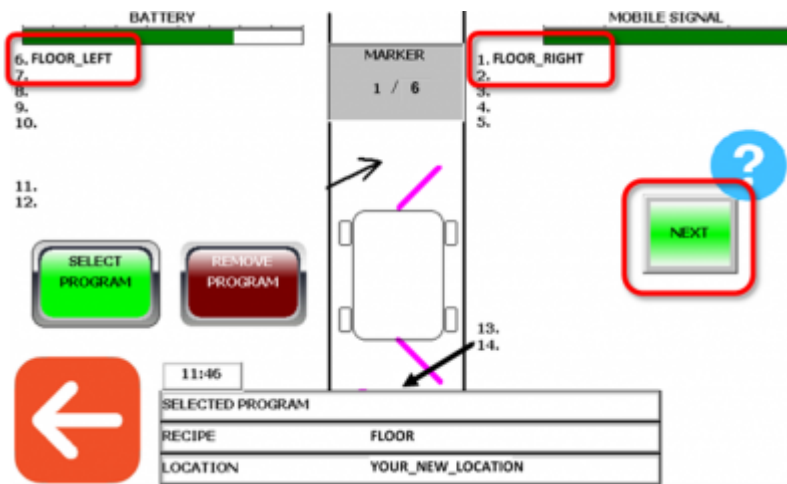 BATTERY
MOBILE SIGNAL
6. FLOOR_LEFT
7.
8.
9.
10.
11.
12.
MARKER
1 / 6
1. FLOOR_RIGHT
2.
3.
4.
5.
?
NEXT
SELECT
PROGRAM
REMOVE
PROGRAM
13.
14.
11:46
SELECTED PROGRAM
RECIPE FLOOR
LOCATION YOUR_NEW_LOCATION